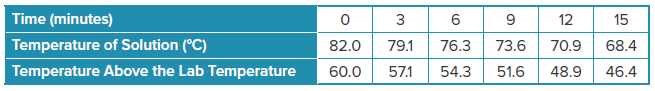 Time (minutes) 0 3 6 9 12 15
Temperature of Solution (°C) 82.0 79.1 76.3 73.6 70.9 68.4
Temperature Above the Lab Temperature 60.0 57.1 54.3 51.6 48.9 46.4